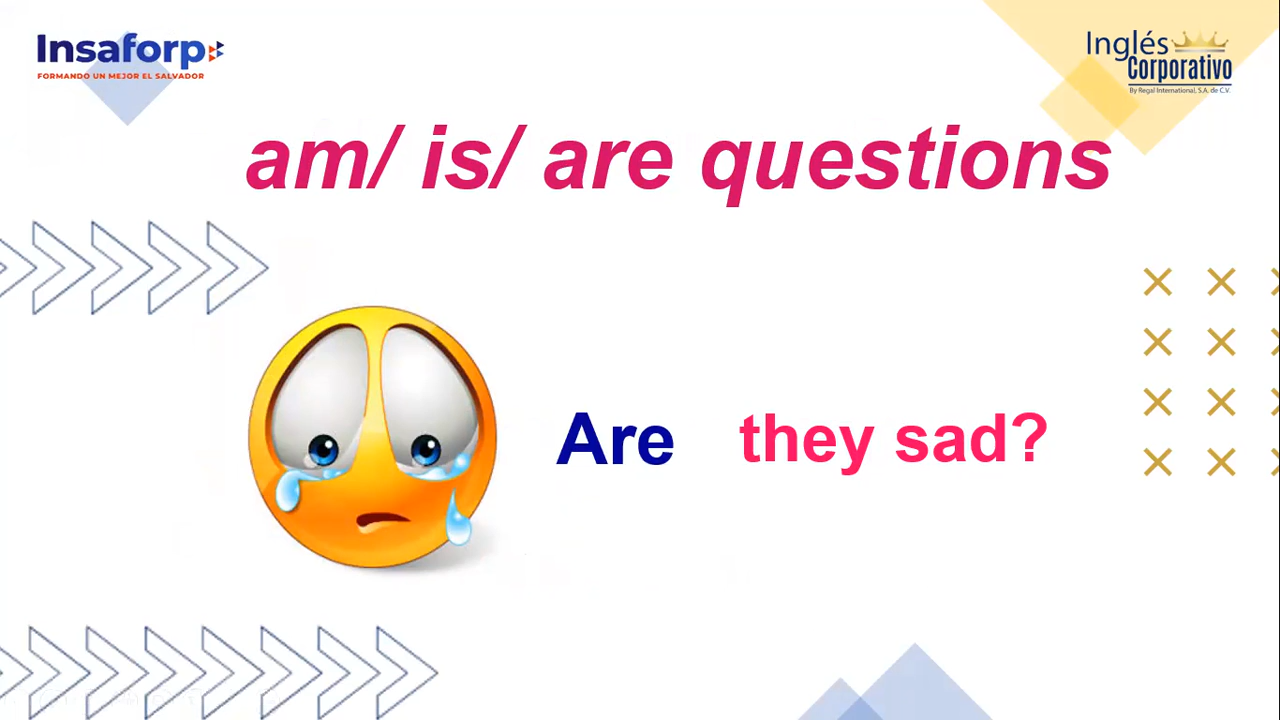 Insaforp
FORMANDO UN MEJOR EL SALVADOR
Inglés
Corporativo
By Regal International, S.A. de C.V.
am/ is/ are questions
Are they sad?